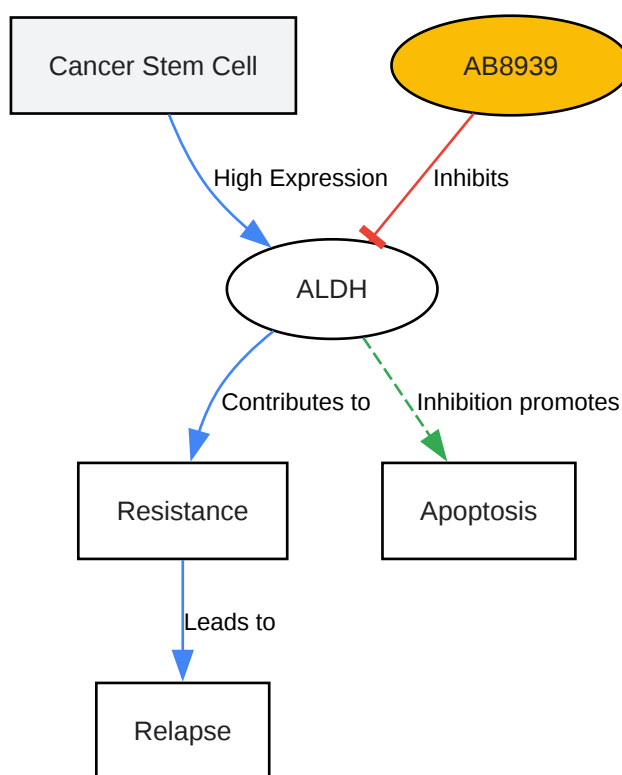 Cancer Stem Cell
AB8939
High Expression
Inhibits
ALDH
Contributes to
Inhibition promotes
Resistance
Apoptosis
Leads to
Relapse